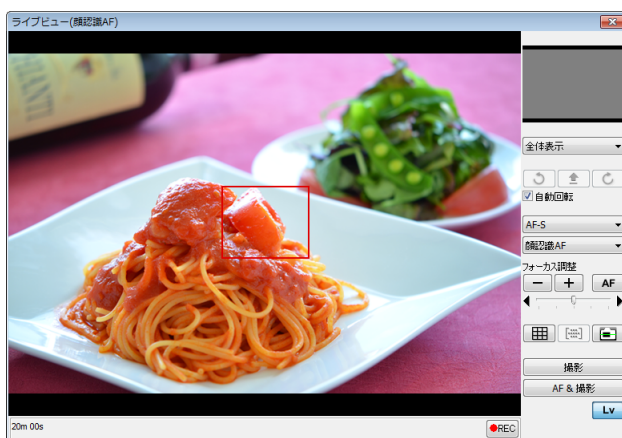 ライブビュー(顔認識AF)
全体表示
自動回転
AF-S
顔認識AF
フォーカス調整
AF
撮影
AF & 撮影
Lv
20m 00s
REC